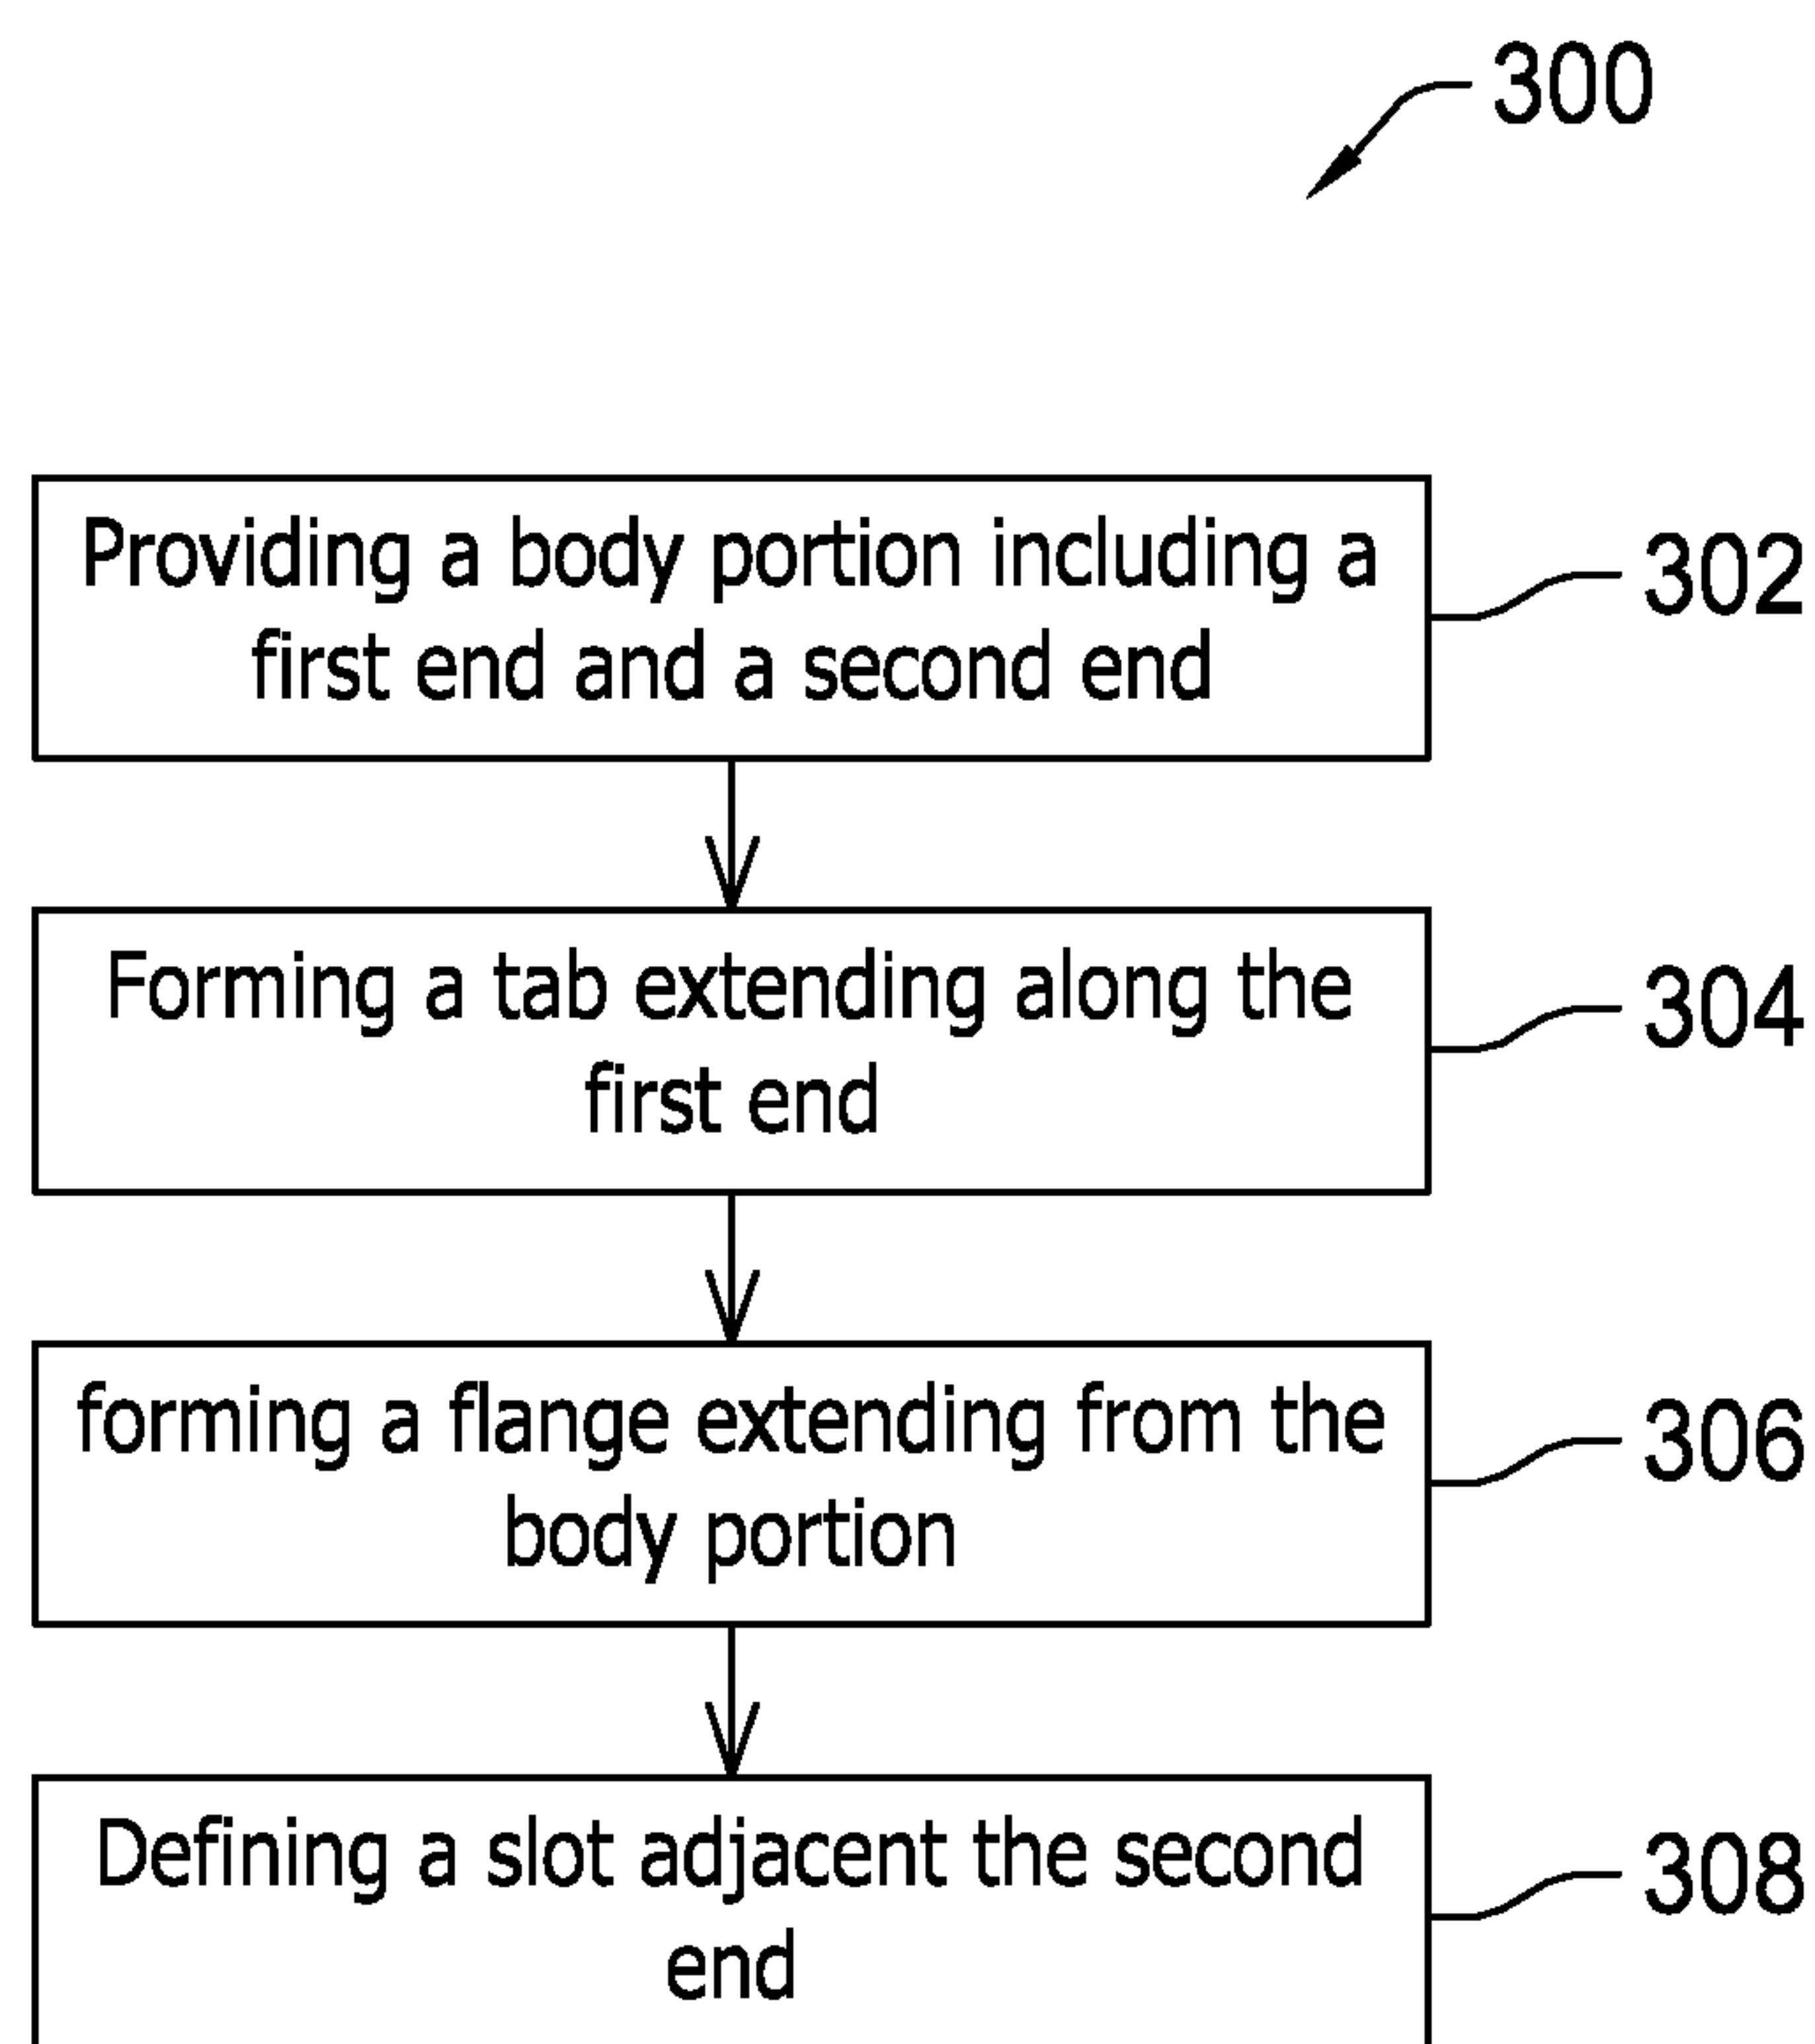 300
Providing a body portion including a
first end and a second end
302
Forming a tab extending along the
first end
304
forming a flange extending from the
body portion
306
Defining a slot adjacent the second
end
308